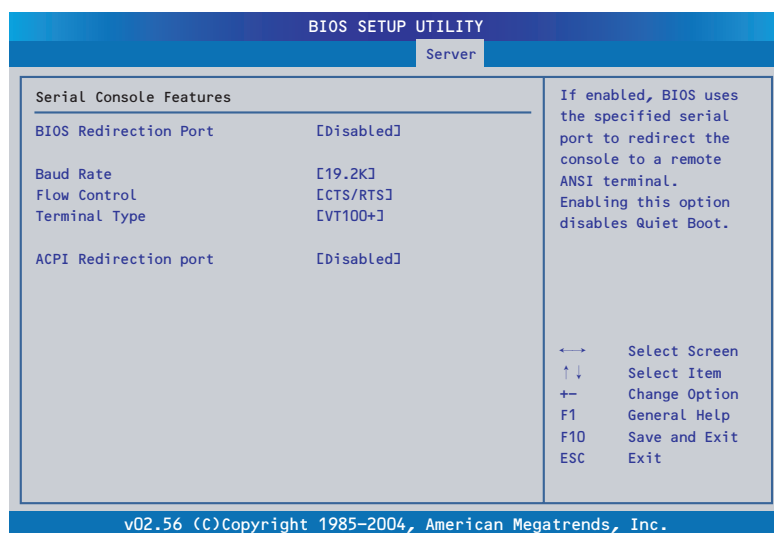 BIOS SETUP UTILITY
Server
Serial Console Features
BIOS Redirection Port [Disabled]
Baud Rate [19.2K]
Flow Control [CTS/RTS]
Terminal Type [VT100+]
ACPI Redirection port [Disabled]
If enabled, BIOS uses
the specified serial
port to redirect the
console to a remote
ANSI terminal.
Enabling this option
disables Quiet Boot.
←→ Select Screen
↑↓ Select Item
+- Change Option
F1 General Help
F10 Save and Exit
ESC Exit
v02.56 (C)Copyright 1985-2004, American Megatrends, Inc.